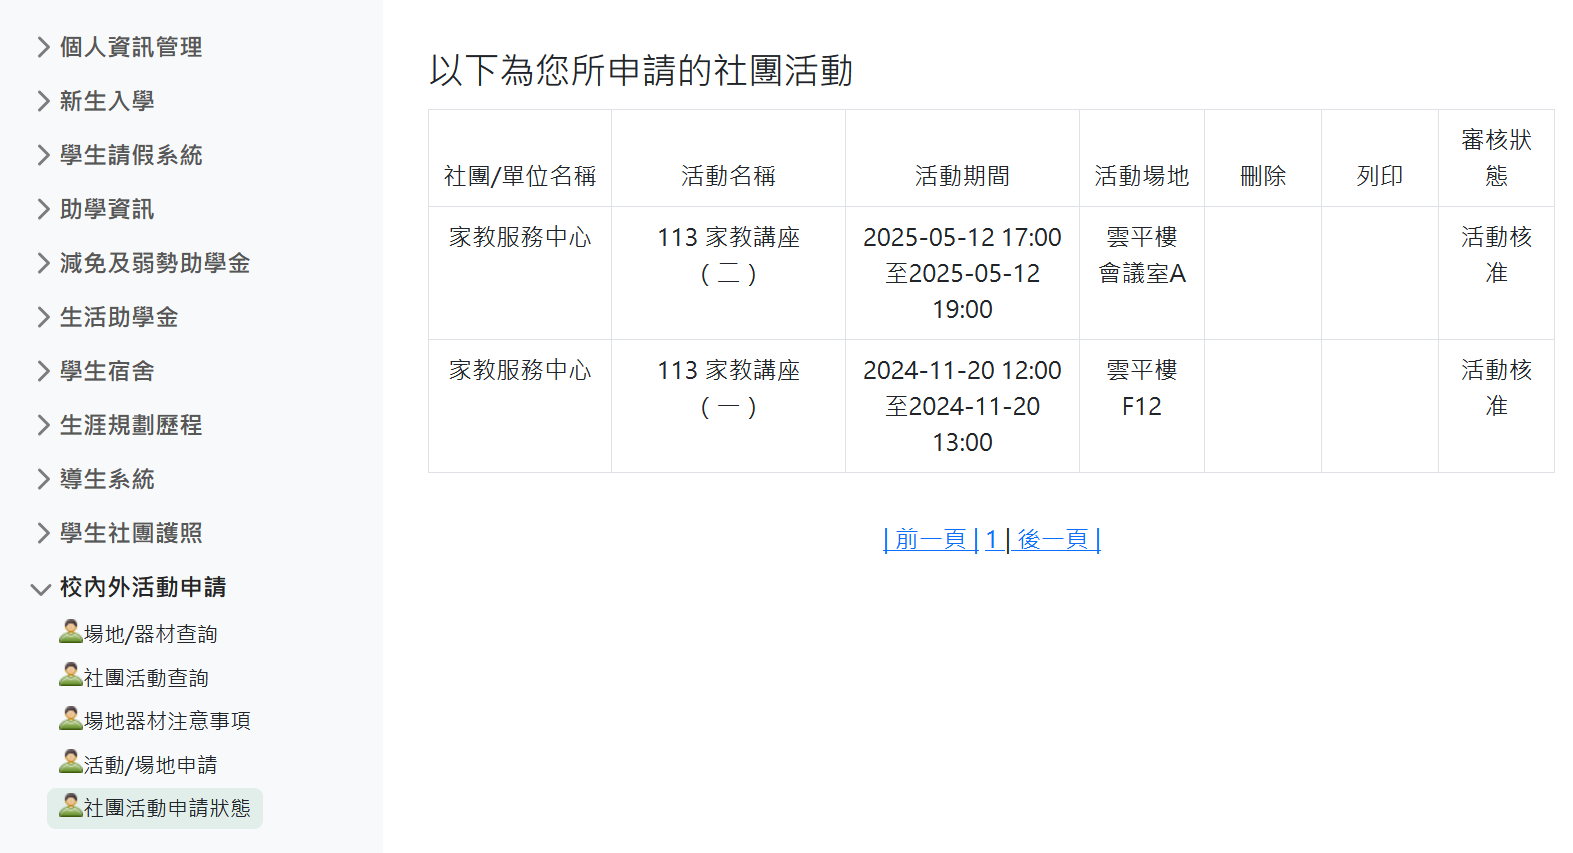 個人資訊管理
新生入學
學生請假系統
助學資訊
減免及弱勢助學金
生活助學金
學生宿舍
生涯規劃歷程
導生系統
學生社團護照
校內外活動申請
場地/器材查詢
社團活動查詢
場地器材注意事項
活動/場地申請
社團活動申請狀態
以下為您所申請的社團活動
社團/單位名稱
活動名稱
活動期間
活動場地
刪除
列印
審核狀
態
家教服務中心
113 家教講座
（二）
2025-05-12 17:00
至2025-05-12
19:00
雲平樓
會議室A
活動核
准
家教服務中心
113 家教講座
（一）
2024-11-20 12:00
至2024-11-20
13:00
雲平樓
F12
活動核
准
| 前一頁 | 1 | 後一頁 |